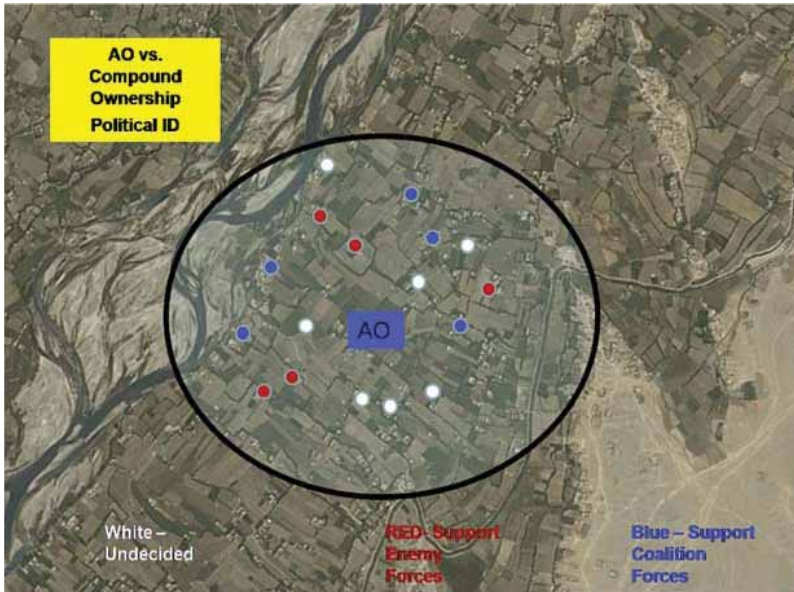 AO vs.
Compound
Ownership
Political ID
AO
White –
Undecided
RED- Support
Enemy
Forces
Blue – Support
Coalition
Forces